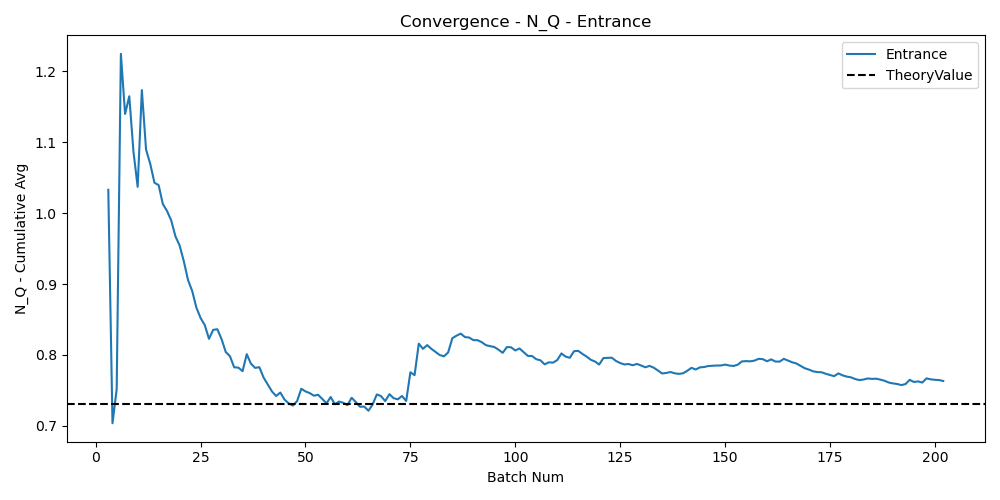 Convergence - N_Q - Entrance
Entrance
TheoryValue
N_Q - Cumulative Avg
1.2
1.1
1.0
0.9
0.8
0.7
0 25 50 75 100 125 150 175 200
Batch Num